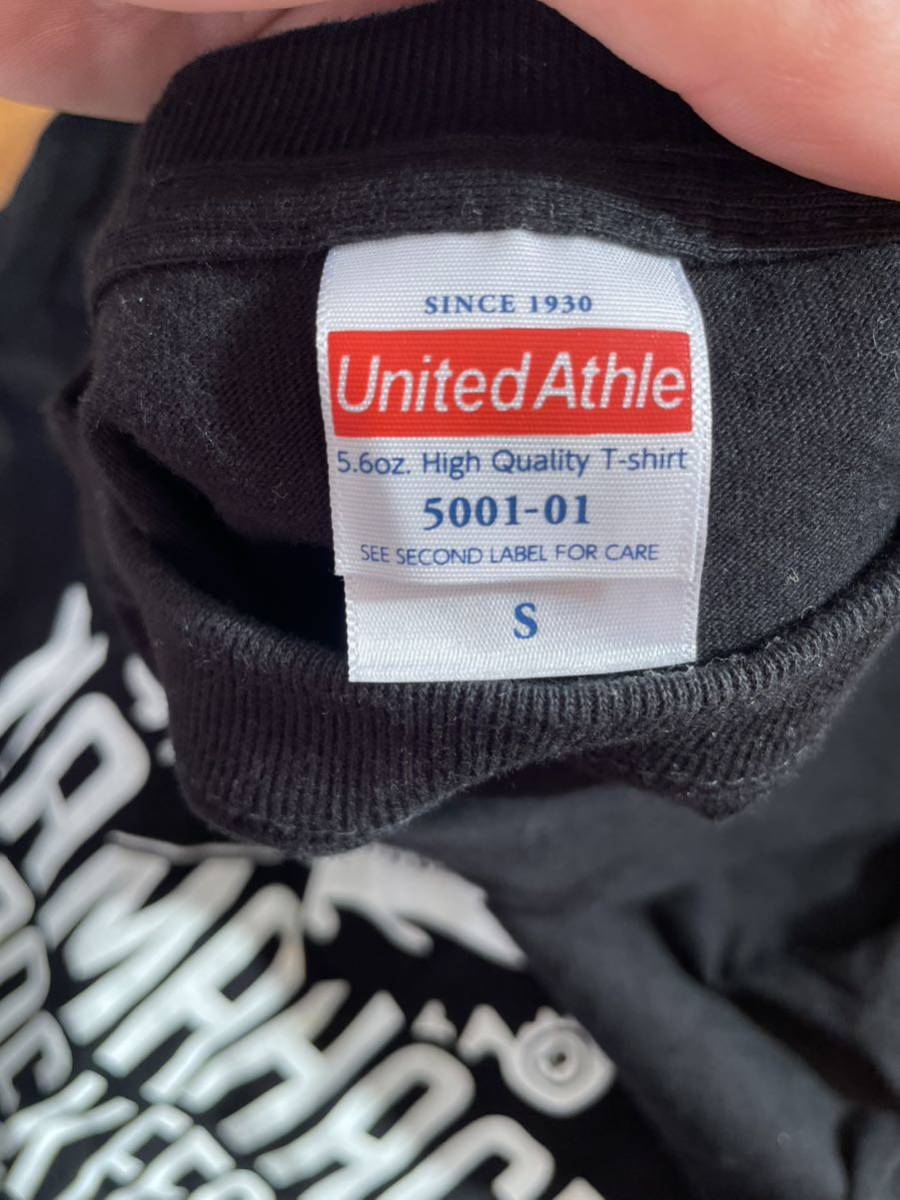 SINCE 1930
United Athle
5.6oz. High Quality T-shirt
5001-01
SEE SECOND LABEL FOR CARE
S